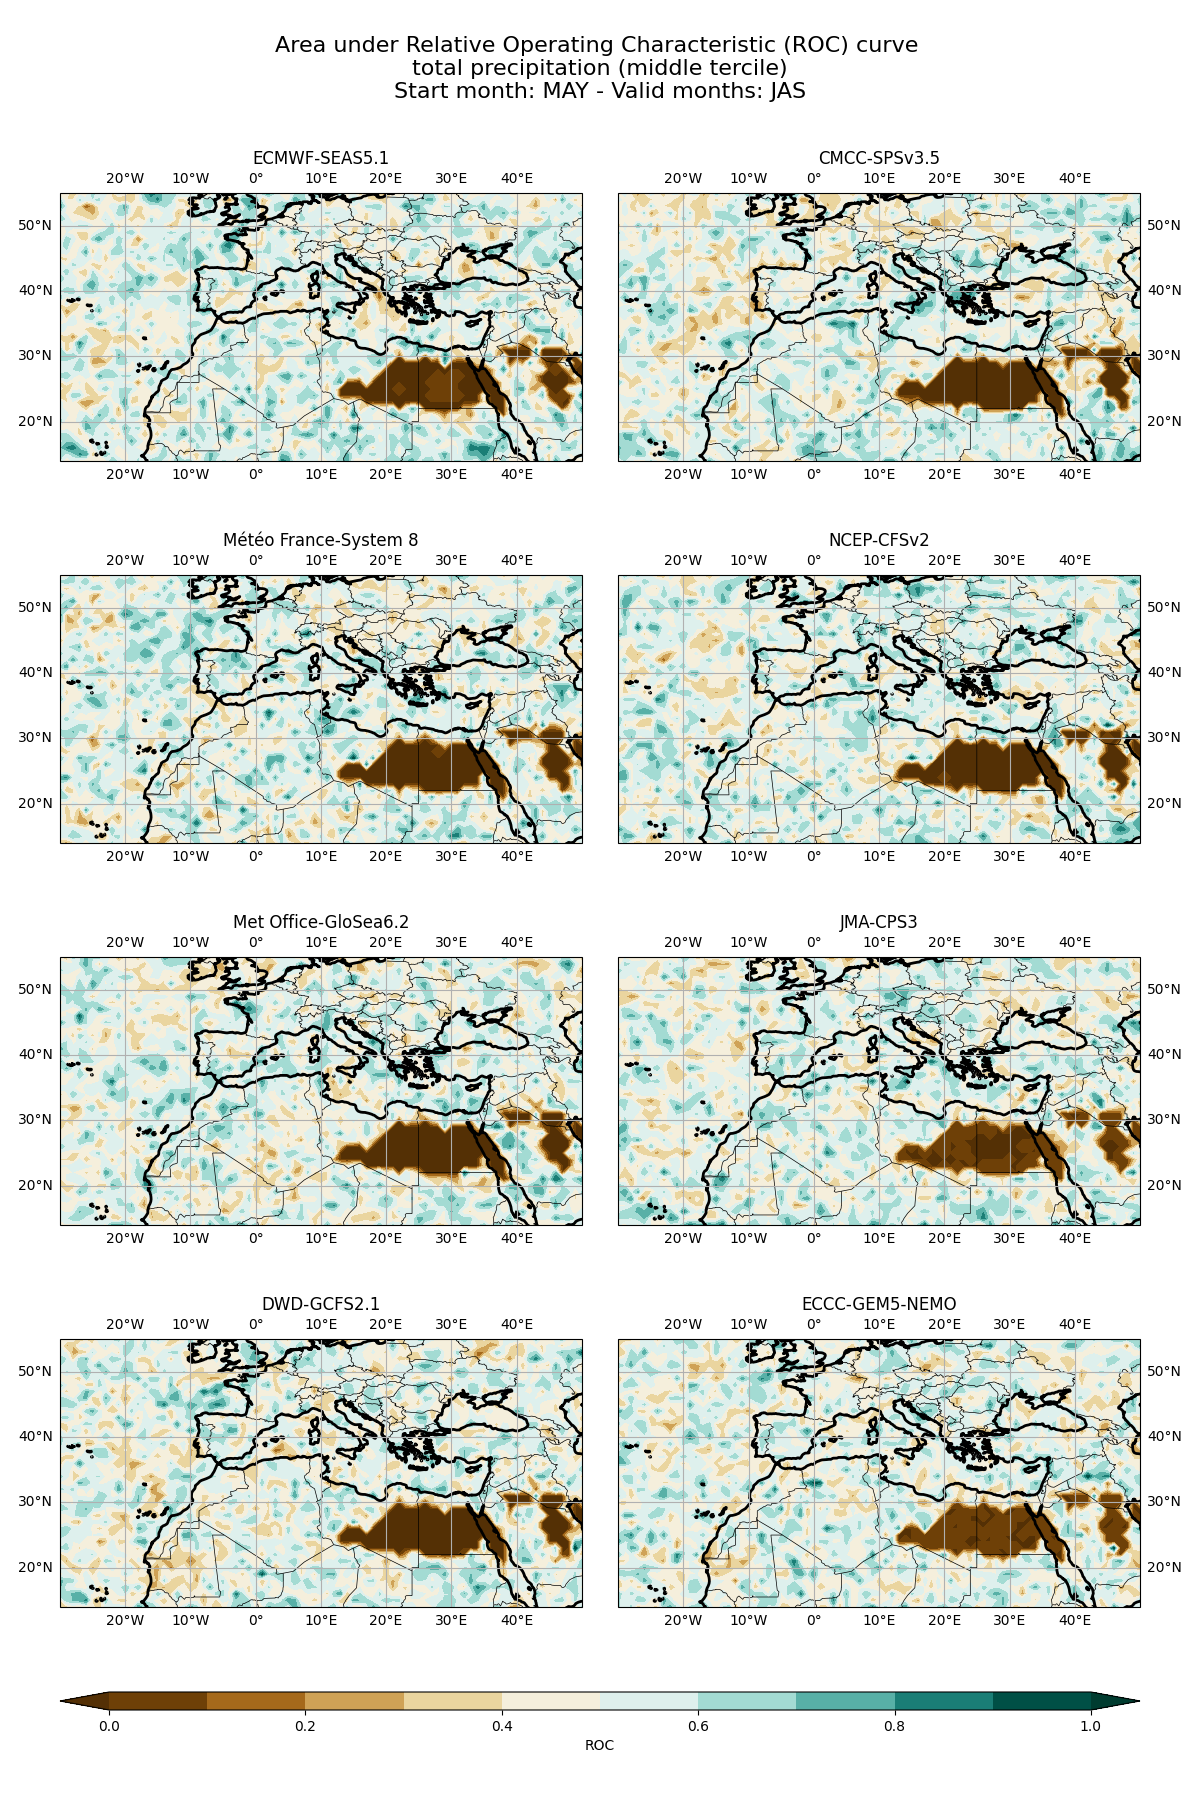 Area under Relative Operating Characteristic (ROC) curve
total precipitation (middle tercile)
Start month: MAY - Valid months: JAS
ECMWF-SEAS5.1
20°W 10°W 0° 10°E 20°E 30°E 40°E
50°N
40°N
30°N
20°N
20°W 10°W 0° 10°E 20°E 30°E 40°E
CMCC-SPSv3.5
20°W 10°W 0° 10°E 20°E 30°E 40°E
50°N
40°N
30°N
20°N
20°W 10°W 0° 10°E 20°E 30°E 40°E
Météo France-System 8
20°W 10°W 0° 10°E 20°E 30°E 40°E
50°N
40°N
30°N
20°N
20°W 10°W 0° 10°E 20°E 30°E 40°E
NCEP-CFSv2
20°W 10°W 0° 10°E 20°E 30°E 40°E
50°N
40°N
30°N
20°N
20°W 10°W 0° 10°E 20°E 30°E 40°E
Met Office-GloSea6.2
20°W 10°W 0° 10°E 20°E 30°E 40°E
50°N
40°N
30°N
20°N
20°W 10°W 0° 10°E 20°E 30°E 40°E
JMA-CPS3
20°W 10°W 0° 10°E 20°E 30°E 40°E
50°N
40°N
30°N
20°N
20°W 10°W 0° 10°E 20°E 30°E 40°E
DWD-GCFS2.1
20°W 10°W 0° 10°E 20°E 30°E 40°E
50°N
40°N
30°N
20°N
20°W 10°W 0° 10°E 20°E 30°E 40°E
ECCC-GEM5-NEMO
20°W 10°W 0° 10°E 20°E 30°E 40°E
50°N
40°N
30°N
20°N
20°W 10°W 0° 10°E 20°E 30°E 40°E
0.0 0.2 0.4 0.6 0.8 1.0
ROC